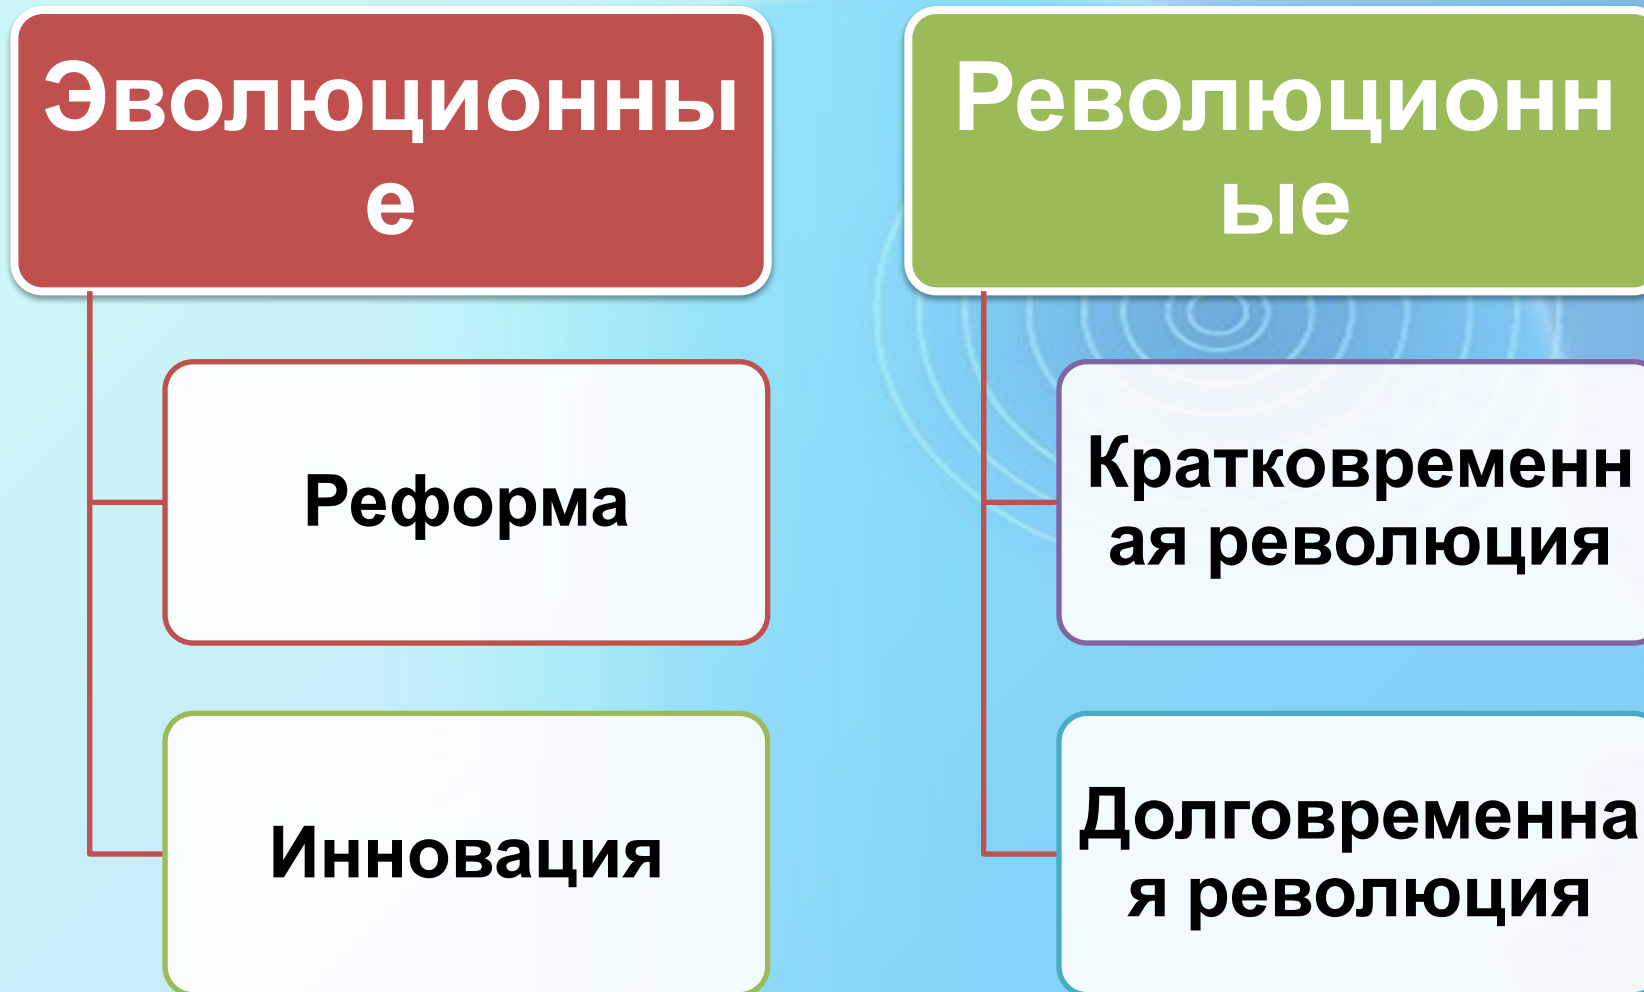 Эволюционны
е
Реформа
Инновация
Революционн
ые
Кратковременн
ая революция
Долговременна
я революция